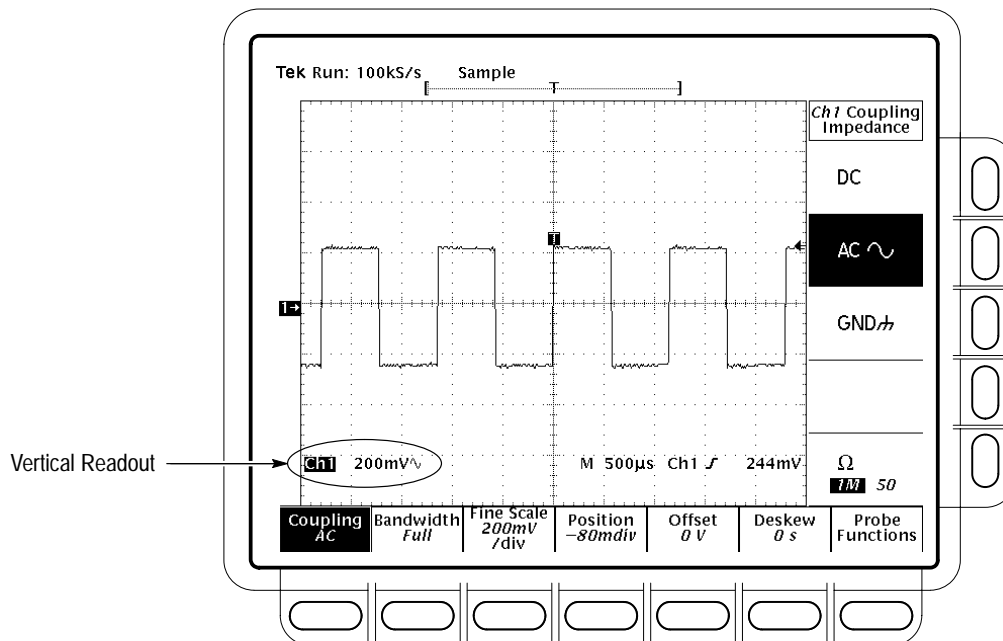 Tek Run: 100kS/s Sample
T
Ch1 Coupling
Impedance
DC
AC
T
1
GND
Vertical Readout
Ch1 200mV M 500µs Ch1 244mV
Ω
1M 50
Coupling
AC
Bandwidth
Full
Fine Scale
200mV
/div
Position
−80mdiv
Offset
0 V
Deskew
0 s
Probe
Functions